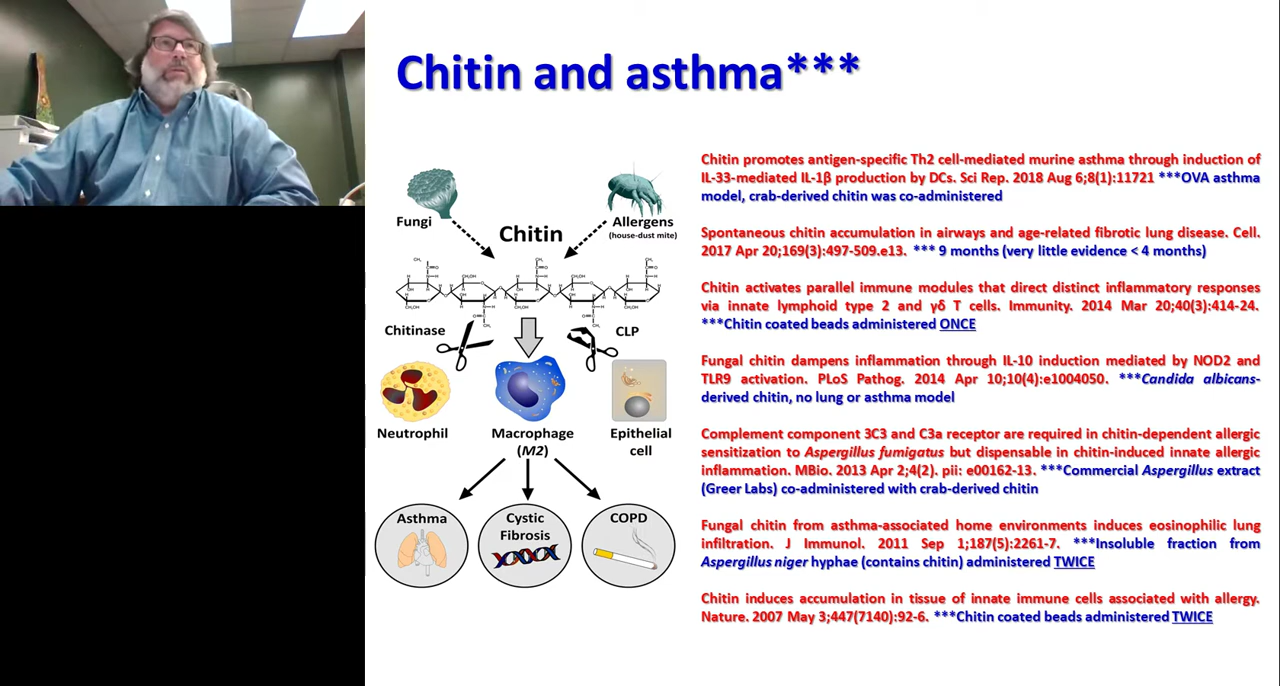 Chitin and asthma***
Fungi
Allergens
(house-dust mite)
Chitin
Chitinase
CLP
Neutrophil
Macrophage
(M2)
Epithelial
cell
Asthma
Cystic
Fibrosis
COPD
Chitin promotes antigen-specific Th2 cell-mediated murine asthma through induction of
IL-33-mediated IL-1β production by DCs. Sci Rep. 2018 Aug 6;8(1):11721 ***OVA asthma
model, crab-derived chitin was co-administered
Spontaneous chitin accumulation in airways and age-related fibrotic lung disease. Cell.
2017 Apr 20;169(3):497-509.e13. *** 9 months (very little evidence < 4 months)
Chitin activates parallel immune modules that direct distinct inflammatory responses
via innate lymphoid type 2 and γδ T cells. Immunity. 2014 Mar 20;40(3):414-24.
***Chitin coated beads administered ONCE
Fungal chitin dampens inflammation through IL-10 induction mediated by NOD2 and
TLR9 activation. PLoS Pathog. 2014 Apr 10;10(4):e1004050. ***Candida albicans-
derived chitin, no lung or asthma model
Complement component 3C3 and C3a receptor are required in chitin-dependent allergic
sensitization to Aspergillus fumigatus but dispensable in chitin-induced innate allergic
inflammation. MBio. 2013 Apr 2;4(2). pii: e00162-13. ***Commercial Aspergillus extract
(Greer Labs) co-administered with crab-derived chitin
Fungal chitin from asthma-associated home environments induces eosinophilic lung
infiltration. J Immunol. 2011 Sep 1;187(5):2261-7. ***Insoluble fraction from
Aspergillus niger hyphae (contains chitin) administered TWICE
Chitin induces accumulation in tissue of innate immune cells associated with allergy.
Nature. 2007 May 3;447(7140):92-6. ***Chitin coated beads administered TWICE